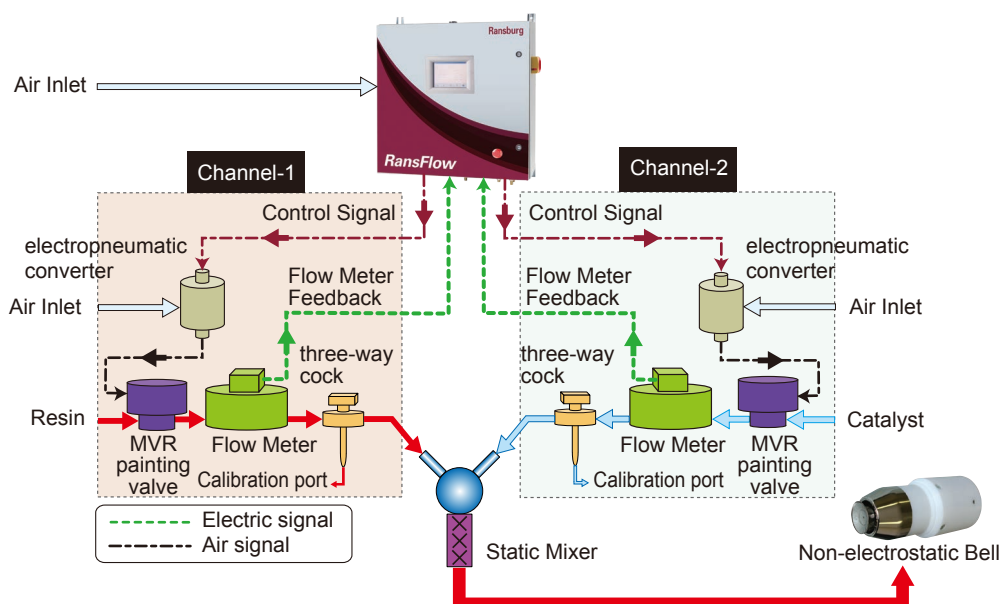 Ransburg
Air Inlet
RansFlow
Channel-1
Channel-2
Control Signal
Control Signal
electropneumatic
converter
electropneumatic
converter
Flow Meter
Feedback
Flow Meter
Feedback
Air Inlet
Air Inlet
three-way
cock
three-way
cock
Resin
Catalyst
Flow Meter
Flow Meter
MVR
painting
valve
MVR
painting
valve
Calibration port
Calibration port
Electric signal
Air signal
Static Mixer
Non-electrostatic Bell